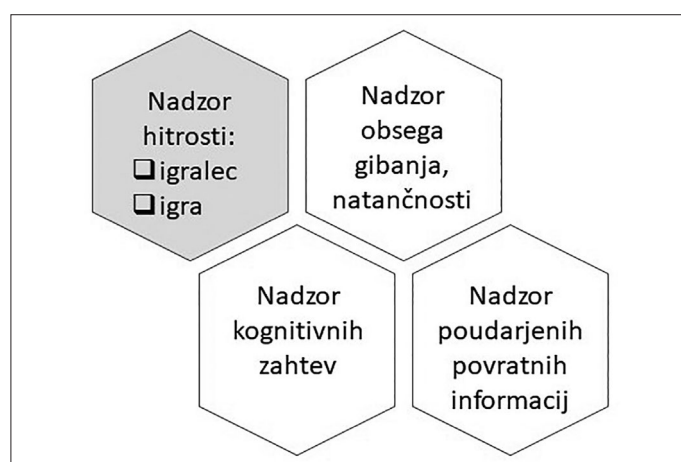 Nadzor
hitrosti:
❑igralec
❑igra
Nadzor
obsega
gibanja,
natančnosti
Nadzor
kognitivnih
zahtev
Nadzor
poudarjenih
povratnih
informacij